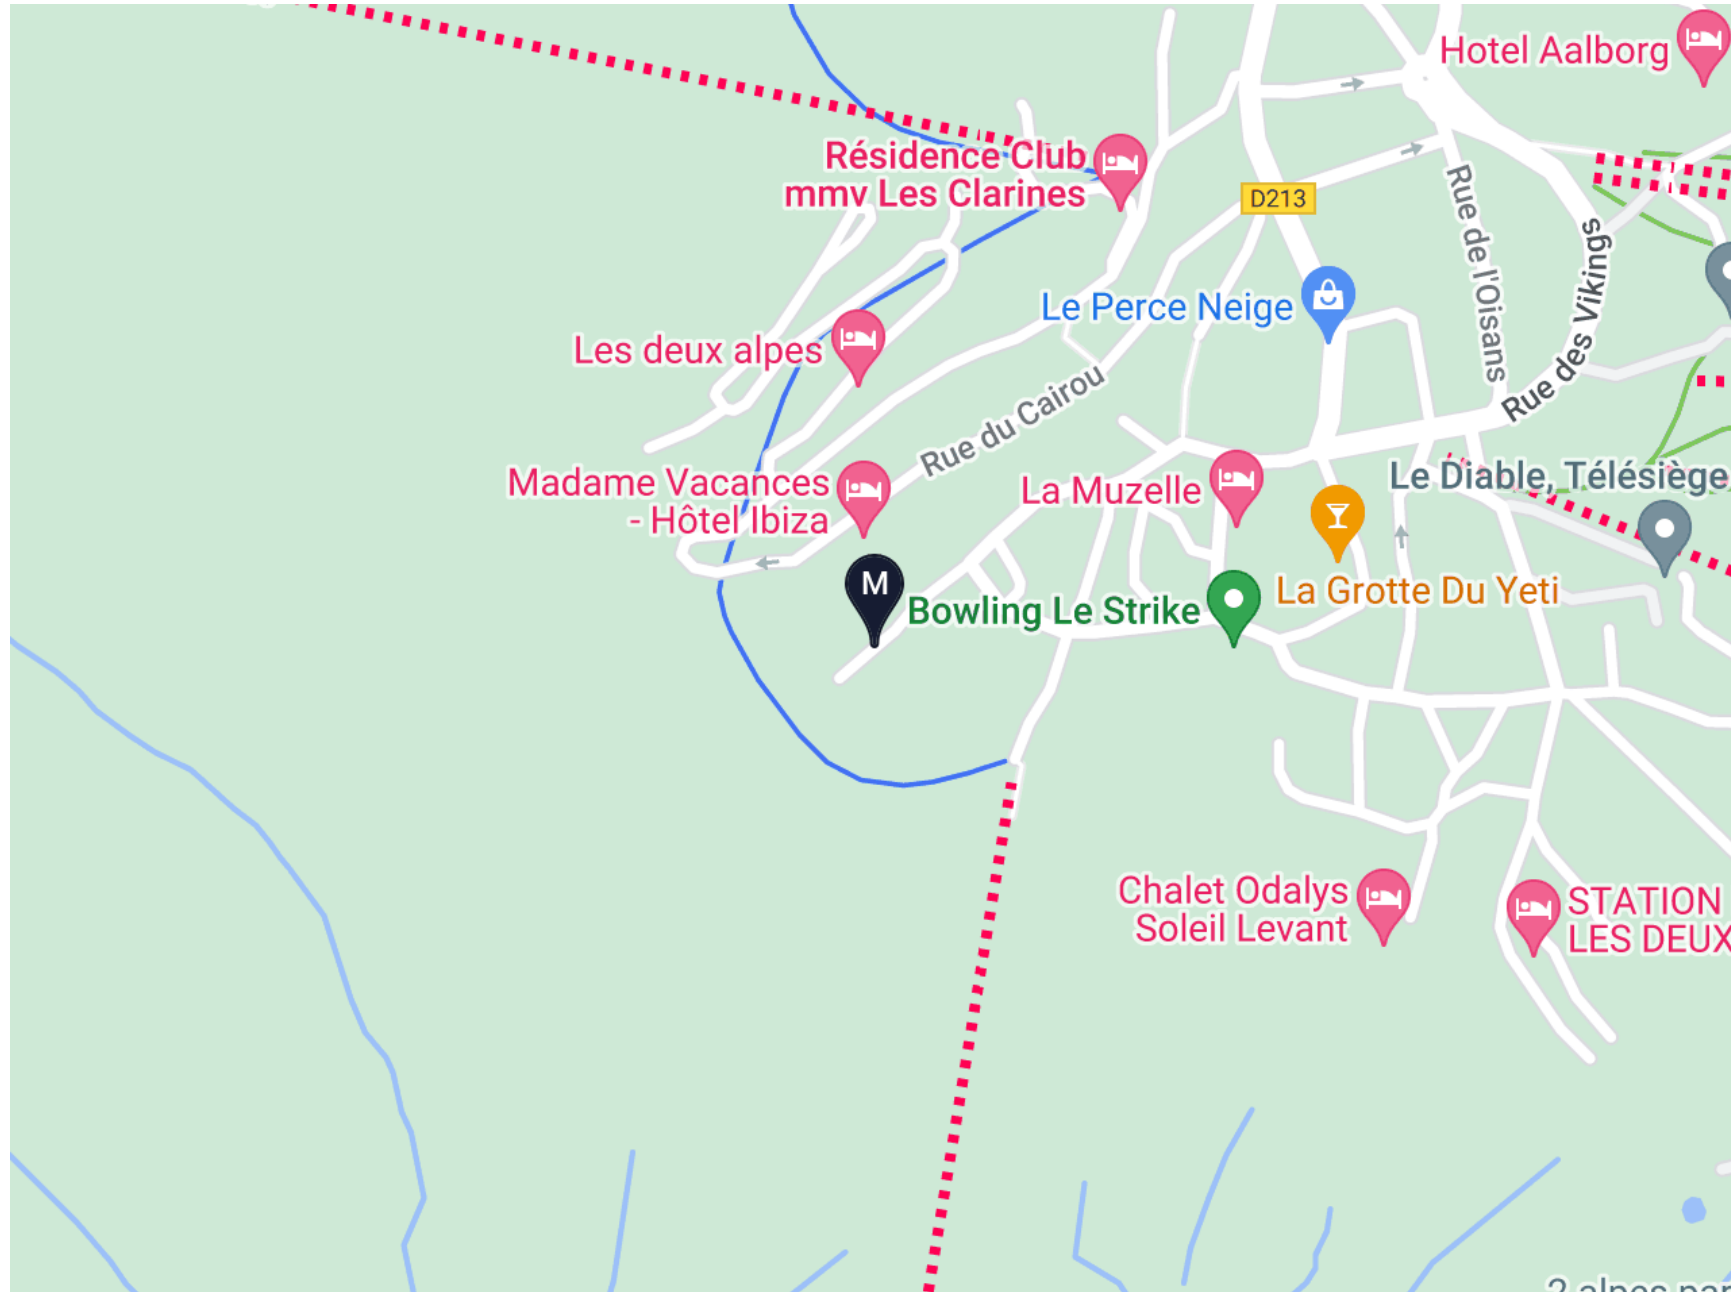 Hotel Aalborg
Résidence Club
mmv Les Clarines
D213
Rue de l'Oisans
Rue des Vikings
Le Perce Neige
Les deux alpes
Rue du Cairou
Madame Vacances
- Hôtel Ibiza
La Muzelle
Le Diable, Télésiège
M
Bowling Le Strike
La Grotte Du Yeti
Chalet Odalys
Soleil Levant
STATION
LES DEUX
2 alpes